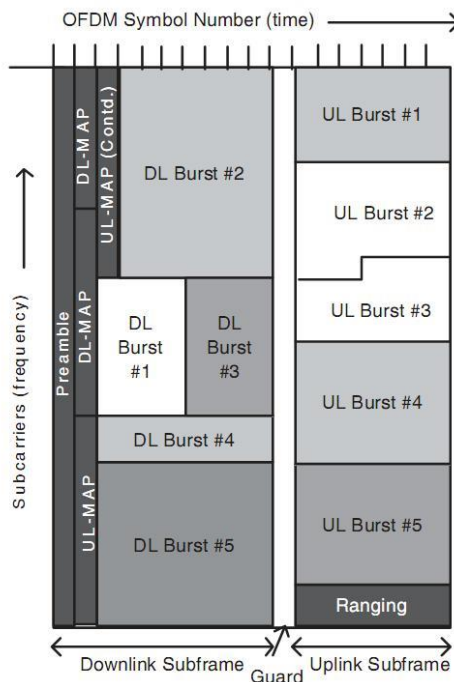 OFDM Symbol Number (time)
Subcarriers (frequency)
Preamble
DL-MAP
DL-MAP
UL-MAP
UL-MAP (Contd.)
DL Burst #2
DL
Burst
#1
DL
Burst
#3
DL Burst #4
DL Burst #5
UL Burst #1
UL Burst #2
UL Burst #3
UL Burst #4
UL Burst #5
Ranging
Downlink Subframe
Guard
Uplink Subframe